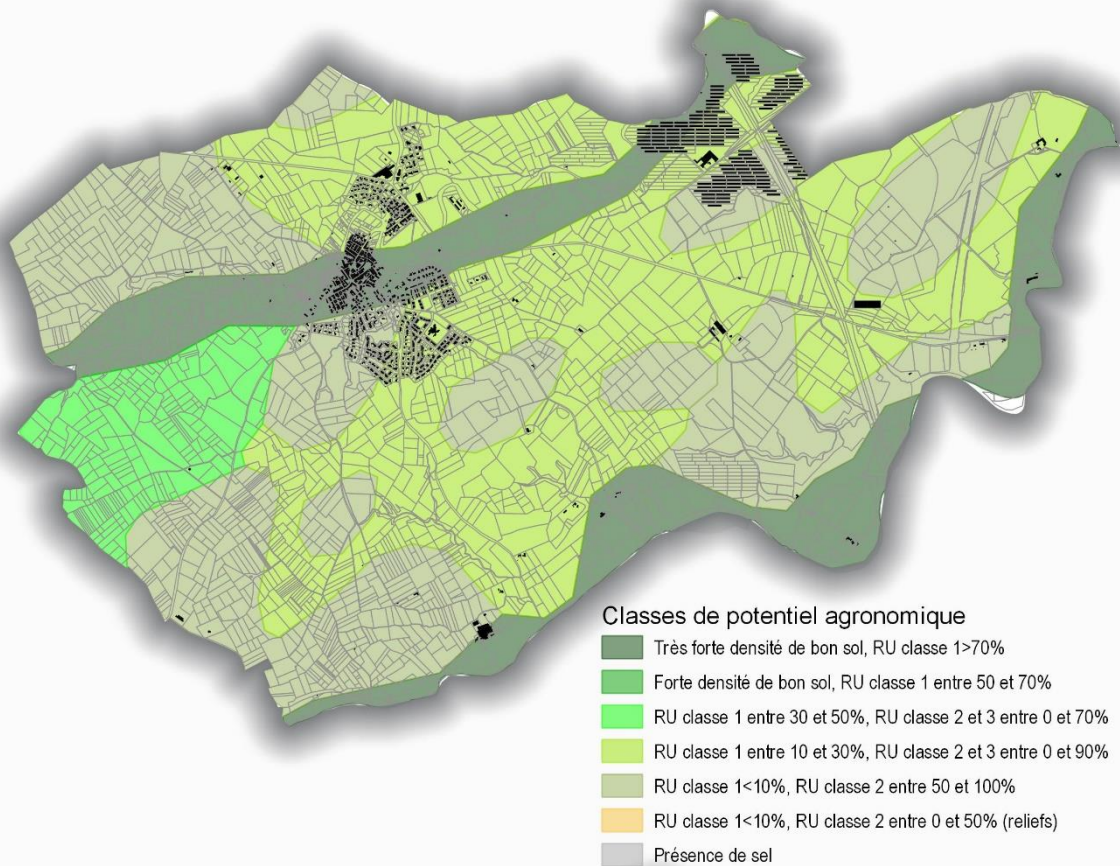 Classes de potentiel agronomique
Très forte densité de bon sol, RU classe 1>70%
Forte densité de bon sol, RU classe 1 entre 50 et 70%
RU classe 1 entre 30 et 50%, RU classe 2 et 3 entre 0 et 70%
RU classe 1 entre 10 et 30%, RU classe 2 et 3 entre 0 et 90%
RU classe 1<10%, RU classe 2 entre 50 et 100%
RU classe 1<10%, RU classe 2 entre 0 et 50% (reliefs)
Présence de sel